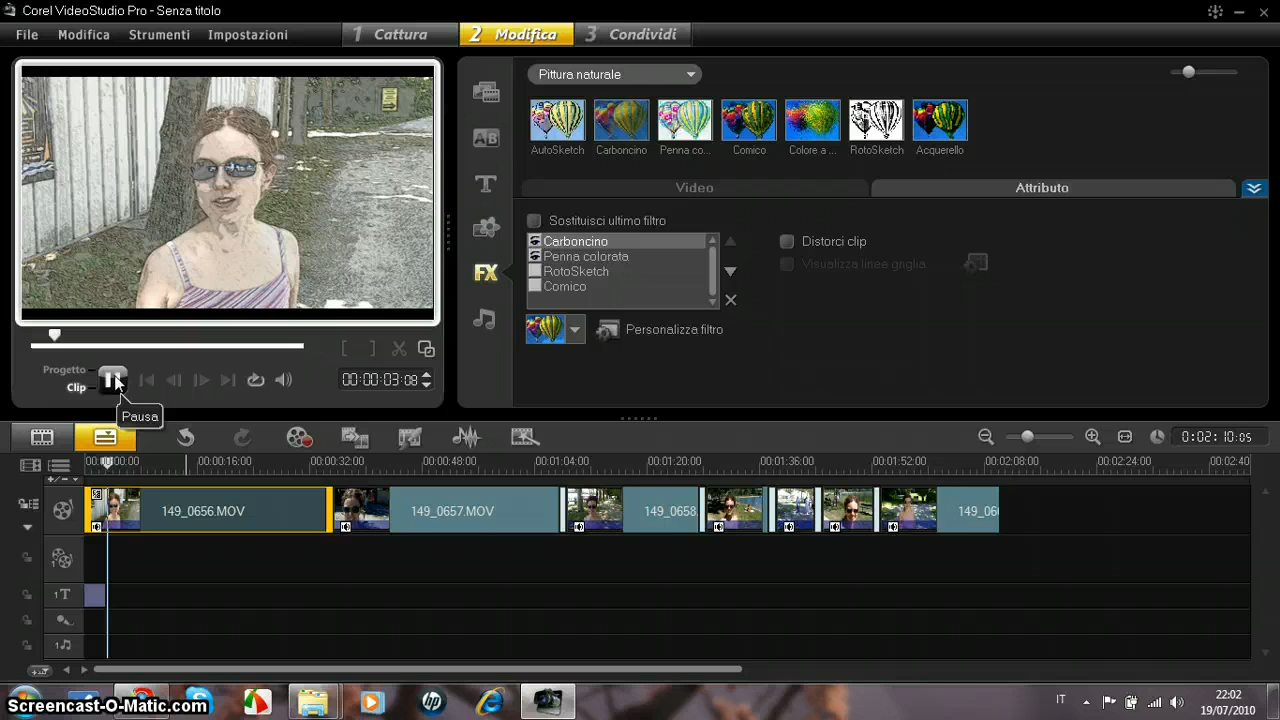 Corel VideoStudio Pro - Senza titolo
File Modifica Strumenti Impostazioni
1 Cattura 2 Modifica 3 Condividi
Pittura naturale
AutoSketch Carboncino Penna co... Comico Colore a ... RotoSketch Acquerello
Video Attributo
Sostituisci ultimo filtro
Carboncino
Penna colorata
RotoSketch
Comico
Distorci clip
Visualizza linee griglia
Personalizza filtro
FX
Progetto
Clip
00:00:03:08
Pausa
0:02:10:05
00:00:16:00 00:00:32:00 00:00:48:00 00:01:04:00 00:01:20:00 00:01:36:00 00:01:52:00 00:02:08:00 00:02:24:00 00:02:40
149_0656.MOV 149_0657.MOV 149_0658.
1T
Screencast-O-Matic.com
hp
IT
22:02
19/07/2010